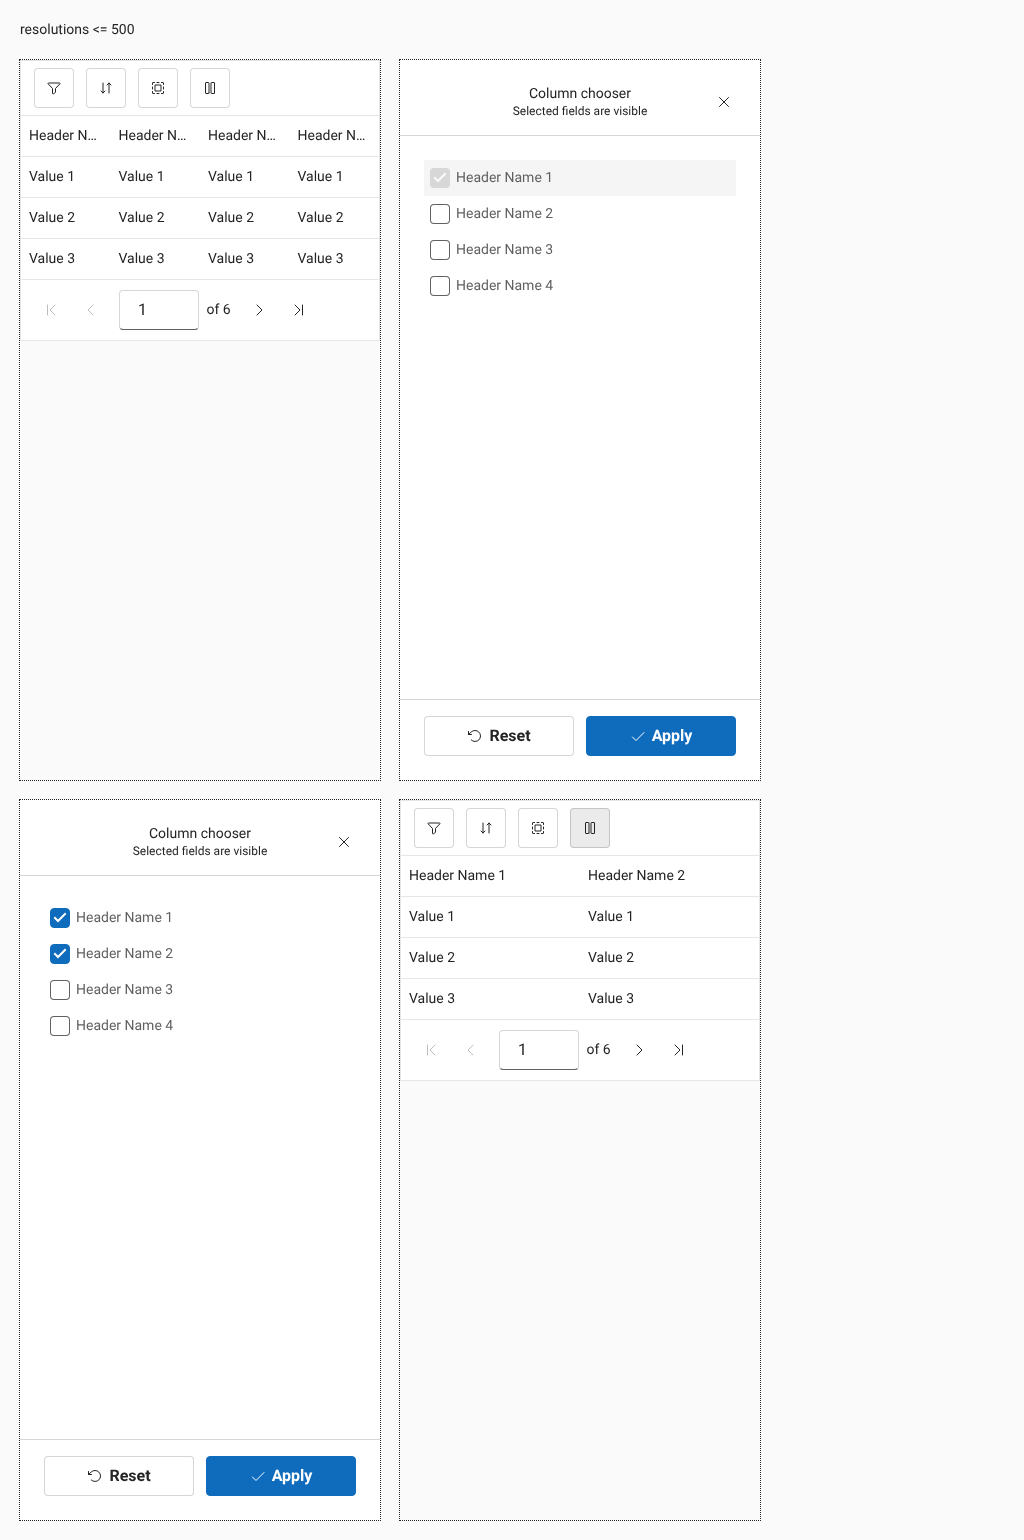 resolutions <= 500
Header N... Header N... Header N... Header N...
Value 1 Value 1 Value 1 Value 1
Value 2 Value 2 Value 2 Value 2
Value 3 Value 3 Value 3 Value 3
1 of 6
Column chooser
Selected fields are visible
Header Name 1
Header Name 2
Header Name 3
Header Name 4
Reset Apply
Column chooser
Selected fields are visible
Header Name 1
Header Name 2
Header Name 3
Header Name 4
Reset Apply
Header Name 1 Header Name 2
Value 1 Value 1
Value 2 Value 2
Value 3 Value 3
1 of 6